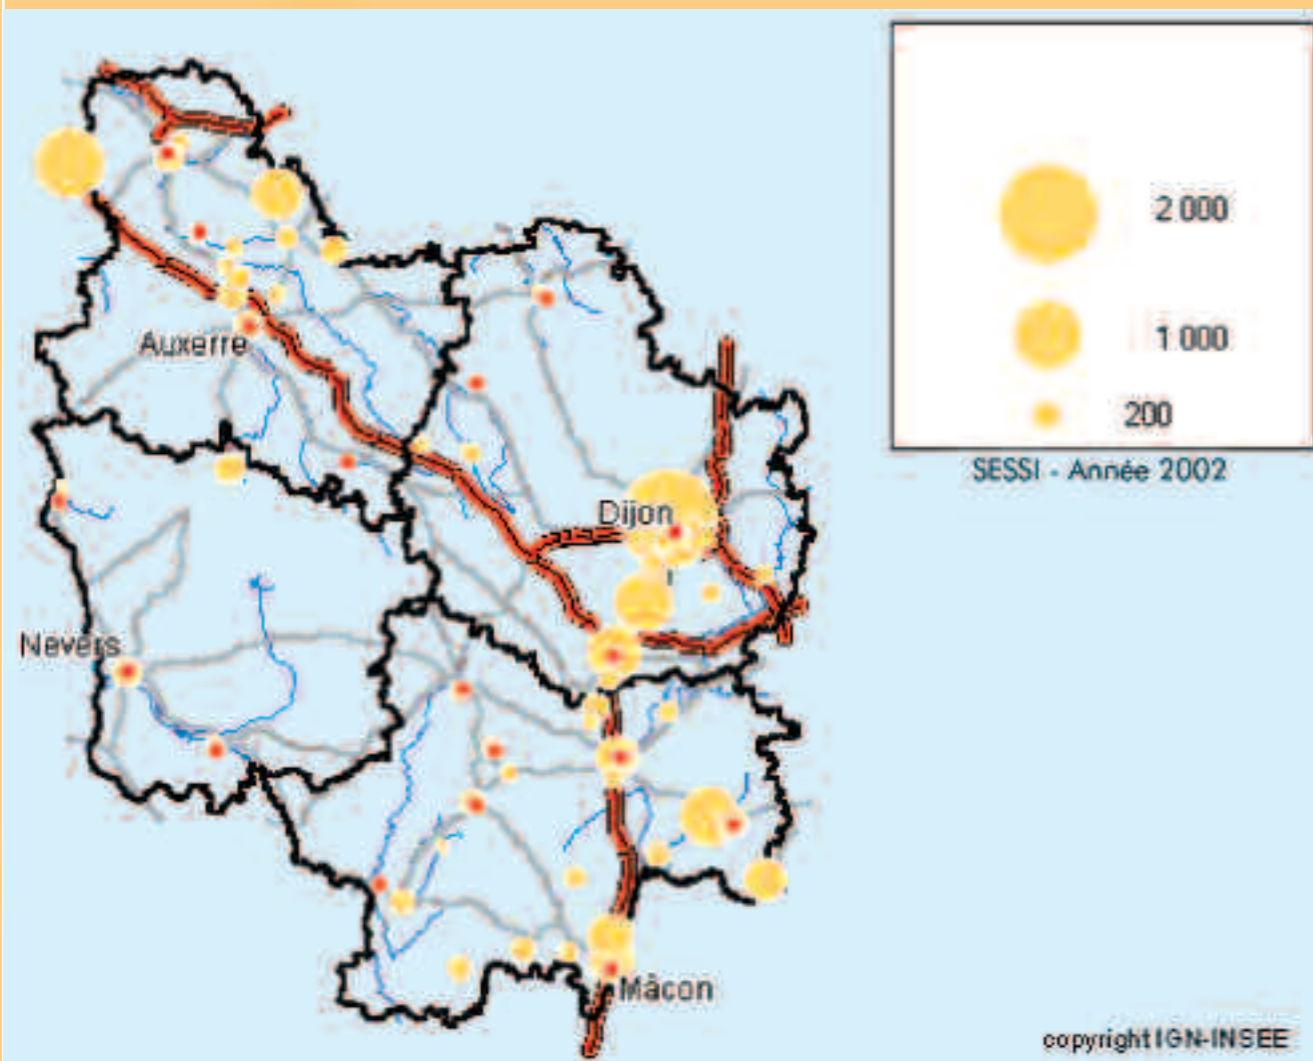 2 000
1 000
200
SESSI - Année 2002
Auxerre
Dijon
Nevers
Mâcon
copyright IGN-INSEE